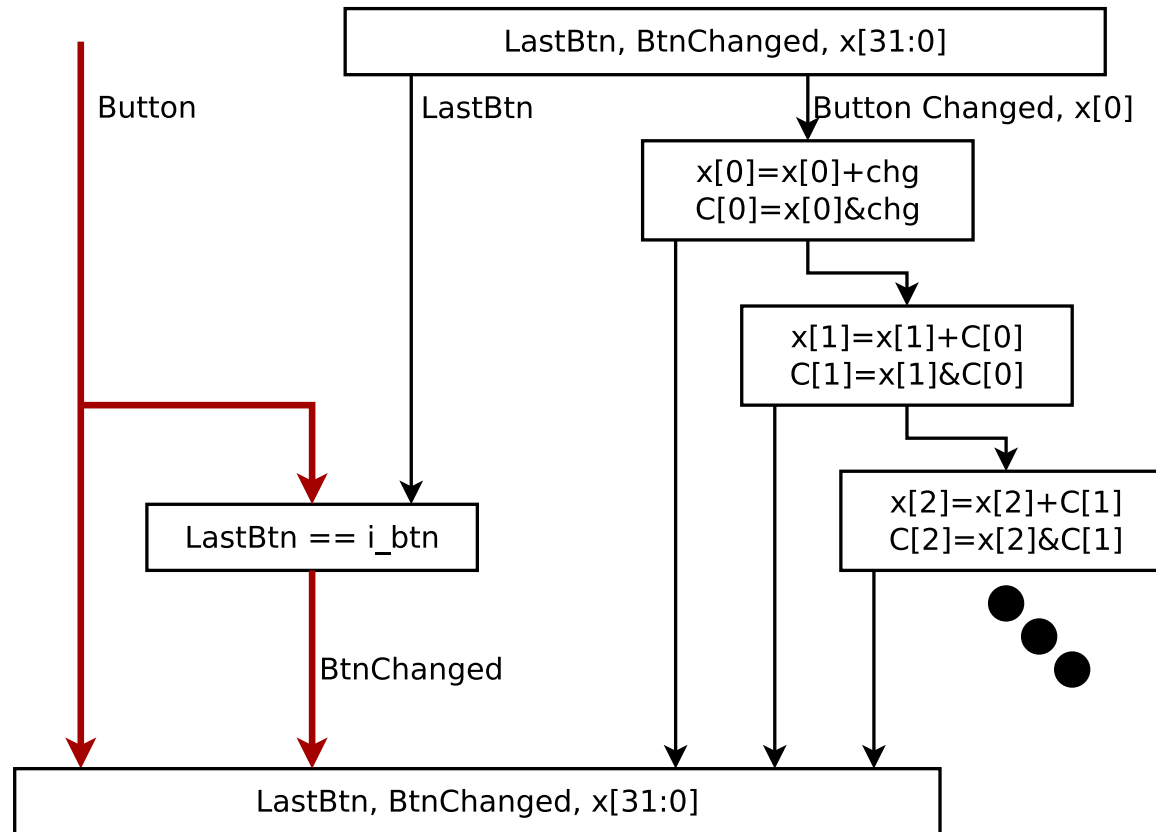 LastBtn, BtnChanged, x[31:0]
Button
LastBtn
Button Changed, x[0]
x[0]=x[0]+chg
C[0]=x[0]&chg
x[1]=x[1]+C[0]
C[1]=x[1]&C[0]
x[2]=x[2]+C[1]
C[2]=x[2]&C[1]
LastBtn == i_btn
BtnChanged
LastBtn, BtnChanged, x[31:0]